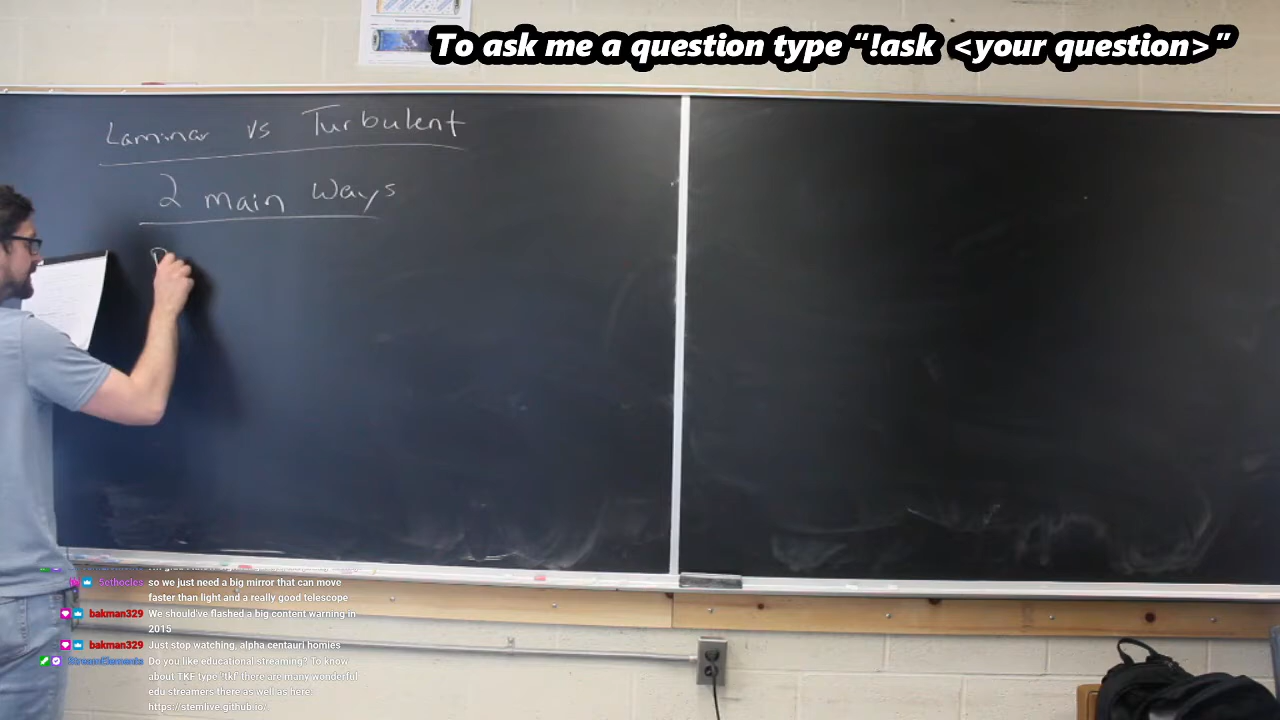 To ask me a question type “!ask <your question>”
Laminar vs Turbulent
2 main Ways
5ethocles so we just need a big mirror that can move
faster than light and a really good telescope
bakman329 We should've flashed a big content warning in
2015
bakman329 Just stop watching, alpha centauri homies
StreamElements Do you like educational streaming? To know
about TKF type "!tkf" there are many wonderful
edu streamers there as well as here:
https://stemlive.github.io/